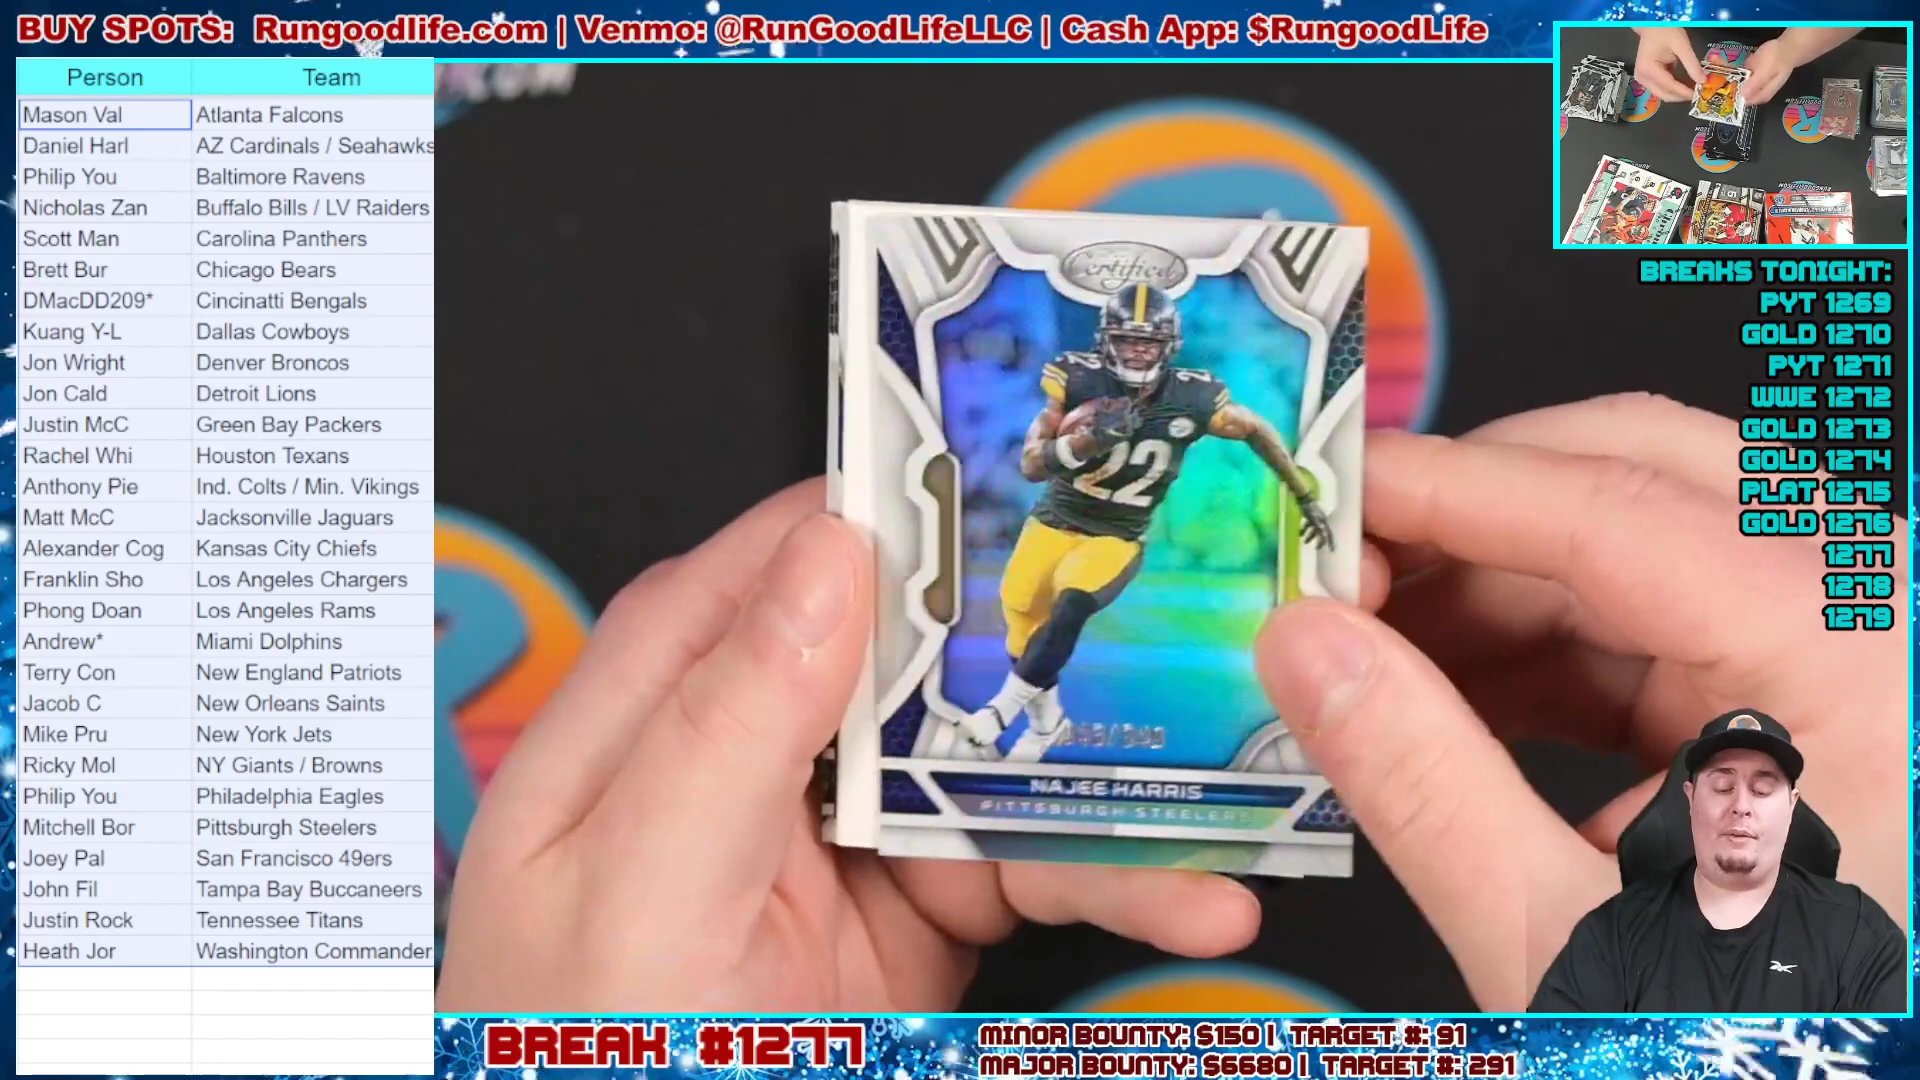 BUY SPOTS: Rungoodlife.com | Venmo: @RunGoodLifeLLC | Cash App: $RungoodLife
Person Team
Mason Val Atlanta Falcons
Daniel Harl AZ Cardinals / Seahawks
Philip You Baltimore Ravens
Nicholas Zan Buffalo Bills / LV Raiders
Scott Man Carolina Panthers
Brett Bur Chicago Bears
DMacDD209* Cincinatti Bengals
Kuang Y-L Dallas Cowboys
Jon Wright Denver Broncos
Jon Cald Detroit Lions
Justin McC Green Bay Packers
Rachel Whi Houston Texans
Anthony Pie Ind. Colts / Min. Vikings
Matt McC Jacksonville Jaguars
Alexander Cog Kansas City Chiefs
Franklin Sho Los Angeles Chargers
Phong Doan Los Angeles Rams
Andrew* Miami Dolphins
Terry Con New England Patriots
Jacob C New Orleans Saints
Mike Pru New York Jets
Ricky Mol NY Giants / Browns
Philip You Philadelphia Eagles
Mitchell Bor Pittsburgh Steelers
Joey Pal San Francisco 49ers
John Fil Tampa Bay Buccaneers
Justin Rock Tennessee Titans
Heath Jor Washington Commander
Certified
22
22
NAJEE HARRIS
PITTSBURGH STEELERS
BREAKS TONIGHT:
PYT 1269
GOLD 1270
PYT 1271
WWE 1272
GOLD 1273
GOLD 1274
PLAT 1275
GOLD 1276
1277
1278
1279
BREAK #1277
MINOR BOUNTY: $150 | TARGET #: 91
MAJOR BOUNTY: $6680 | TARGET #: 291